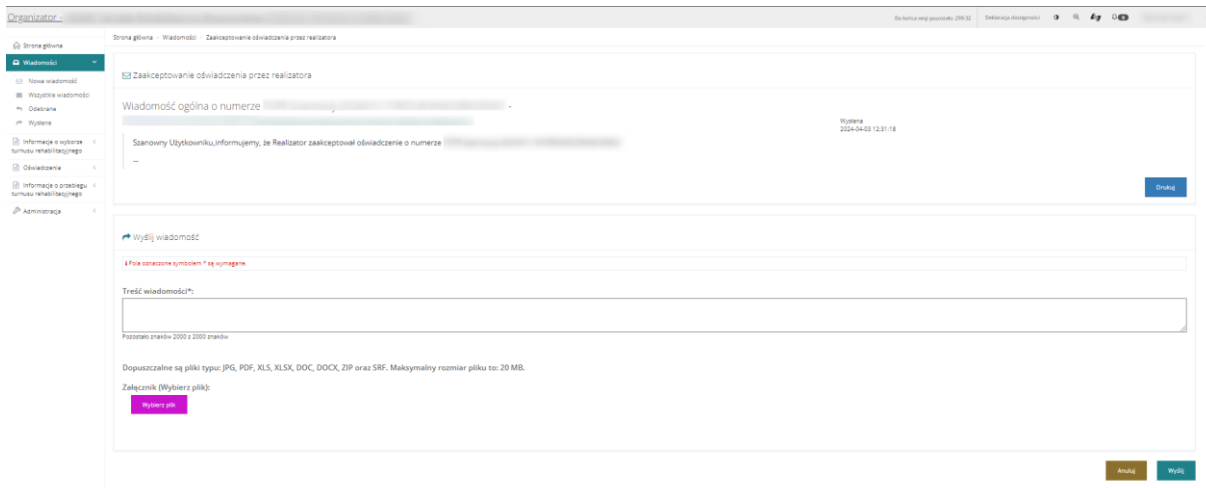 Organizator -
Do końca sesji pozostało: 299:32
Deklaracja dostępności
Strona główna
Wiadomości
Nowa wiadomość
Wszystkie wiadomości
Odebrane
Wysłane
Informacje o wyborze
turnusu rehabilitacyjnego
Oświadczenia
Informacje o przebiegu
turnusu rehabilitacyjnego
Administracja
Strona główna - Wiadomości - Zaakceptowanie oświadczenia przez realizatora
Zaakceptowanie oświadczenia przez realizatora
Wiadomość ogólna o numerze -
Wysłana
2024-04-03 12:31:18
Szanowny Użytkowniku,Informujemy, że Realizator zaakceptował oświadczenie o numerze
...
Drukuj
Wyślij wiadomość
Pola oznaczone symbolem * są wymagane.
Treść wiadomości*:
Pozostało znaków 2000 z 2000 znaków
Dopuszczalne są pliki typu: JPG, PDF, XLS, XLSX, DOC, DOCX, ZIP oraz SRF. Maksymalny rozmiar pliku to: 20 MB.
Załącznik (Wybierz plik):
Wybierz plik
Anuluj
Wyślij